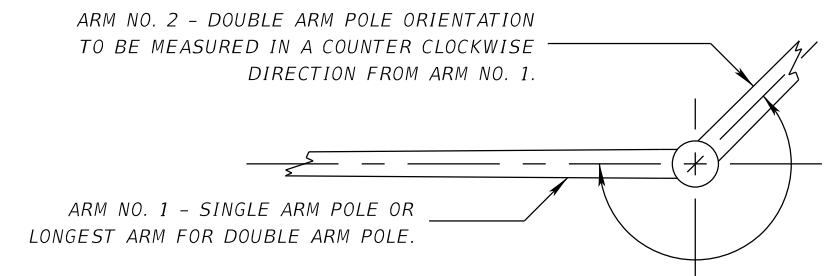 ARM NO. 2 - DOUBLE ARM POLE ORIENTATION
TO BE MEASURED IN A COUNTER CLOCKWISE
DIRECTION FROM ARM NO. 1.
ARM NO. 1 - SINGLE ARM POLE OR
LONGEST ARM FOR DOUBLE ARM POLE.